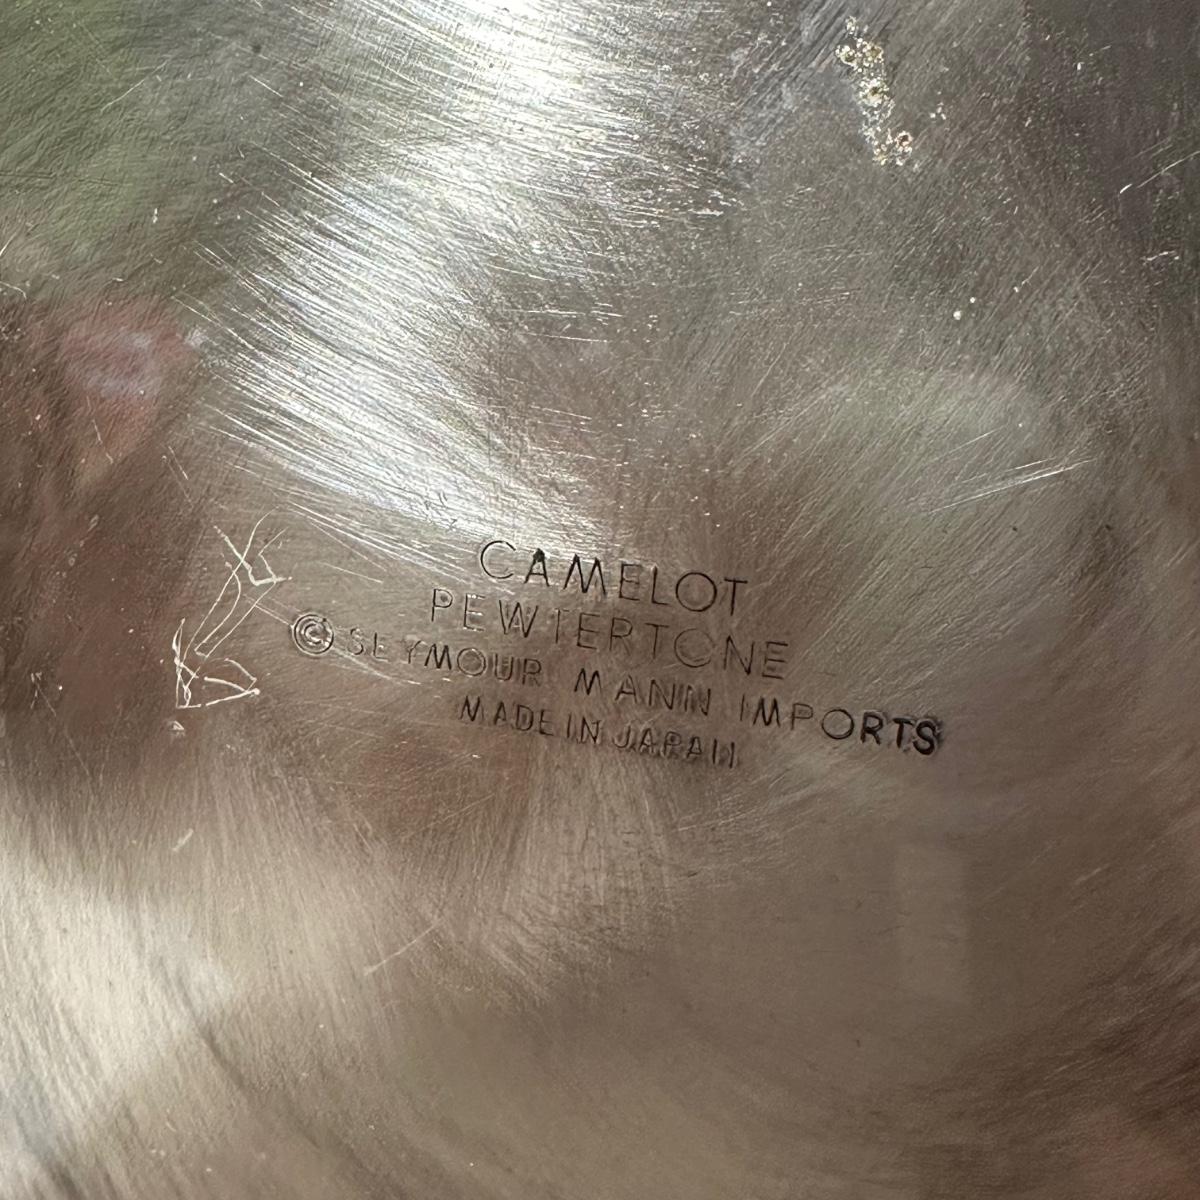 CAMELOT
PEWTERTONE
© SEYMOUR MANN IMPORTS
MADE IN JAPAN